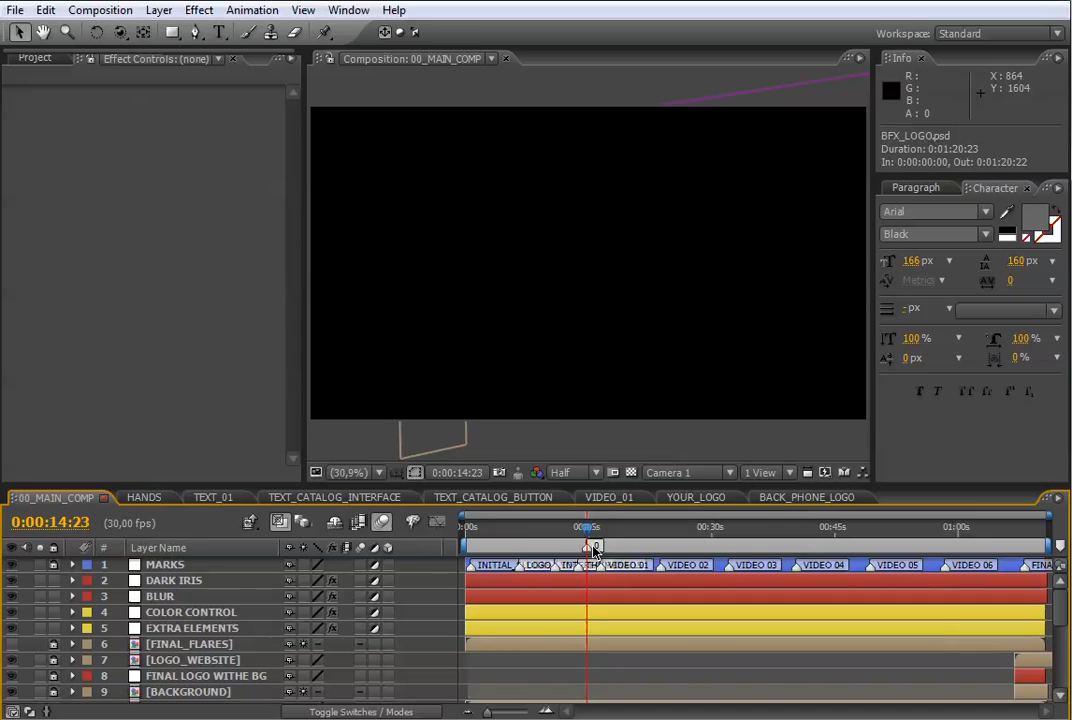 File Edit Composition Layer Effect Animation View Window Help
Workspace: Standard
Project Effect Controls: (none) Composition: 00_MAIN_COMP Info
R :
G :
B :
A : 0
X : 864
Y : 1604
BFX_LOGO.psd
Duration: 0:01:20:23
In: 0:00:00:00, Out: 0:01:20:22
Paragraph Character
Arial
Black
166 px 160 px
Metrics 0
- px
100 % 100 %
0 px 0 %
(30,9%) 0:00:14:23 Half Camera 1 1 View
00_MAIN_COMP HANDS TEXT_01 TEXT_CATALOG_INTERFACE TEXT_CATALOG_BUTTON VIDEO_01 YOUR_LOGO BACK_PHONE_LOGO
0:00:14:23 (30,00 fps)
:00s 00:15s 00:30s 00:45s 01:00s
# Layer Name
1 MARKS INITIAL LOGO VIDEO 01 VIDEO 02 VIDEO 03 VIDEO 04 VIDEO 05 VIDEO 06 FINA
2 DARK IRIS
3 BLUR
4 COLOR CONTROL
5 EXTRA ELEMENTS
6 [FINAL_FLARES]
7 [LOGO_WEBSITE]
8 FINAL LOGO WITHE BG
9 [BACKGROUND]
Toggle Switches / Modes